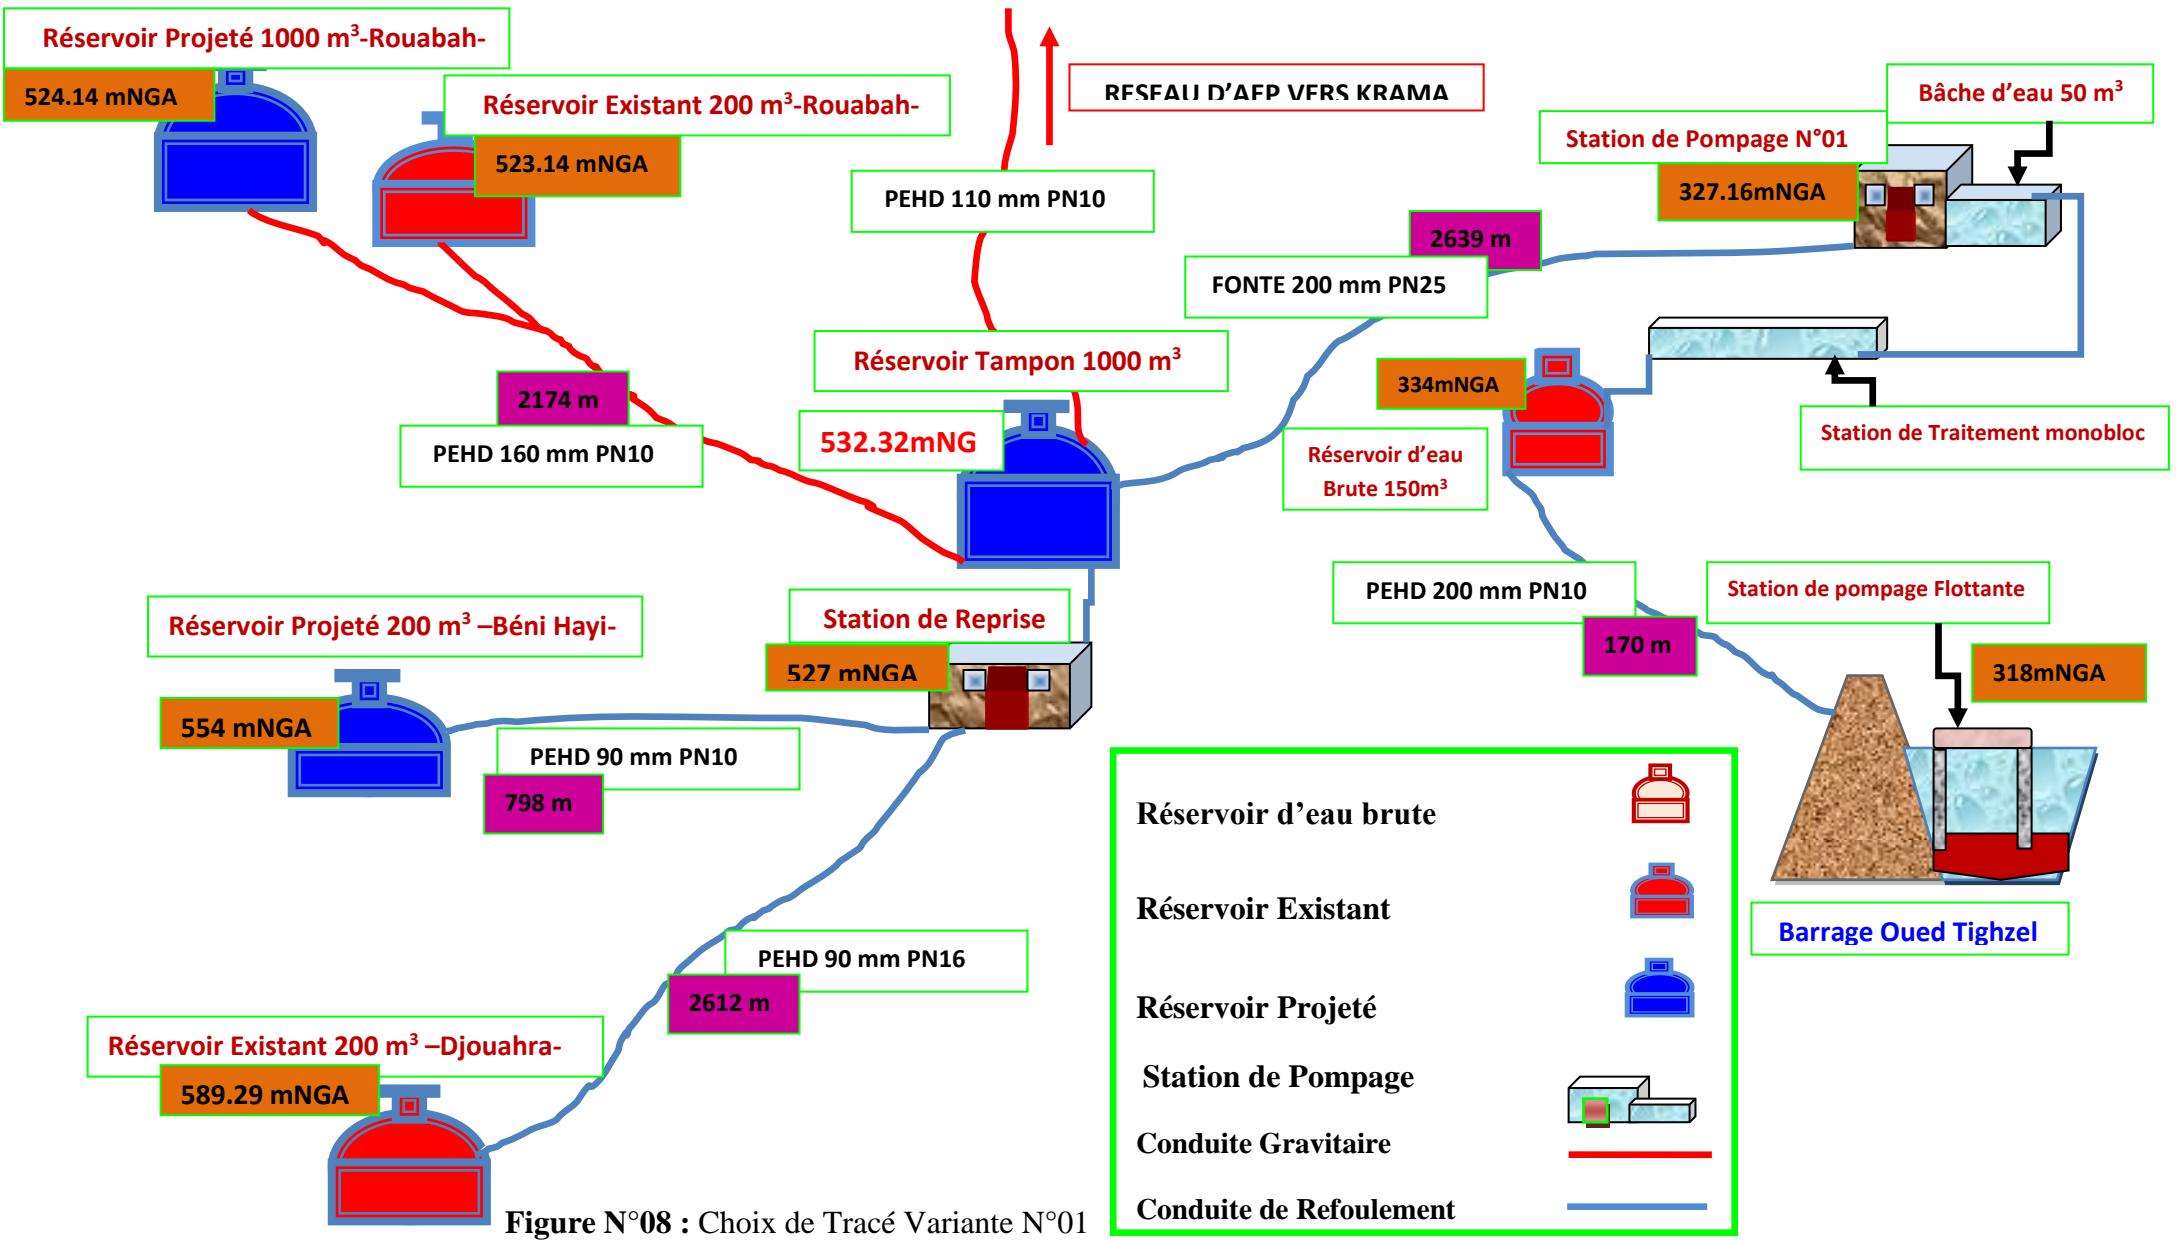 Réservoir Projeté 1000 m³-Rouabah-
524.14 mNGA
Réservoir Existant 200 m³-Rouabah-
523.14 mNGA
RESEAU D'AEP VERS KRAMA
Bâche d'eau 50 m³
Station de Pompage N°01
327.16mNGA
PEHD 110 mm PN10
2639 m
FONTE 200 mm PN25
Réservoir Tampon 1000 m³
532.32mNG
2174 m
PEHD 160 mm PN10
334mNGA
Réservoir d'eau
Brute 150m³
Station de Traitement monobloc
PEHD 200 mm PN10
170 m
Station de pompage Flottante
318mNGA
Barrage Oued Tighzel
Station de Reprise
527 mNGA
Réservoir Projeté 200 m³ –Béni Hayi-
554 mNGA
PEHD 90 mm PN10
798 m
PEHD 90 mm PN16
2612 m
Réservoir Existant 200 m³ –Djouahra-
589.29 mNGA
Réservoir d'eau brute
Réservoir Existant
Réservoir Projeté
Station de Pompage
Conduite Gravitaire
Conduite de Refoulement
Figure N°08 : Choix de Tracé Variante N°01